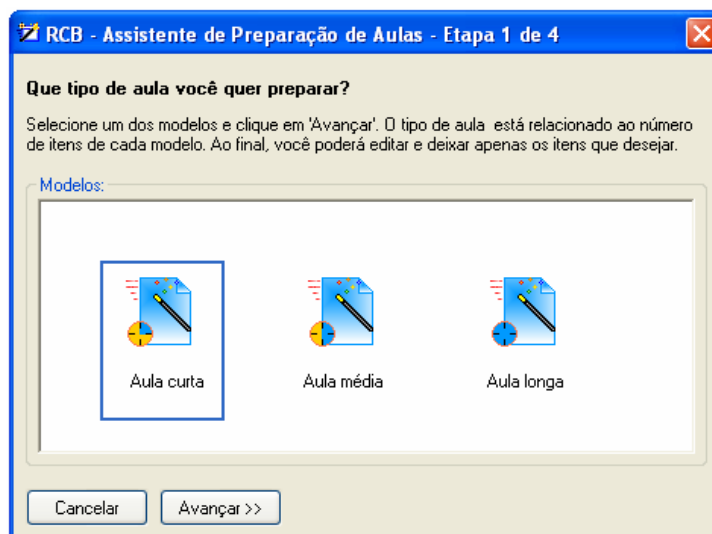 RCB - Assistente de Preparação de Aulas - Etapa 1 de 4
Que tipo de aula você quer preparar?
Selecione um dos modelos e clique em 'Avançar'. O tipo de aula está relacionado ao número
de itens de cada modelo. Ao final, você poderá editar e deixar apenas os itens que desejar.
Modelos:
Aula curta Aula média Aula longa
Cancelar Avançar >>